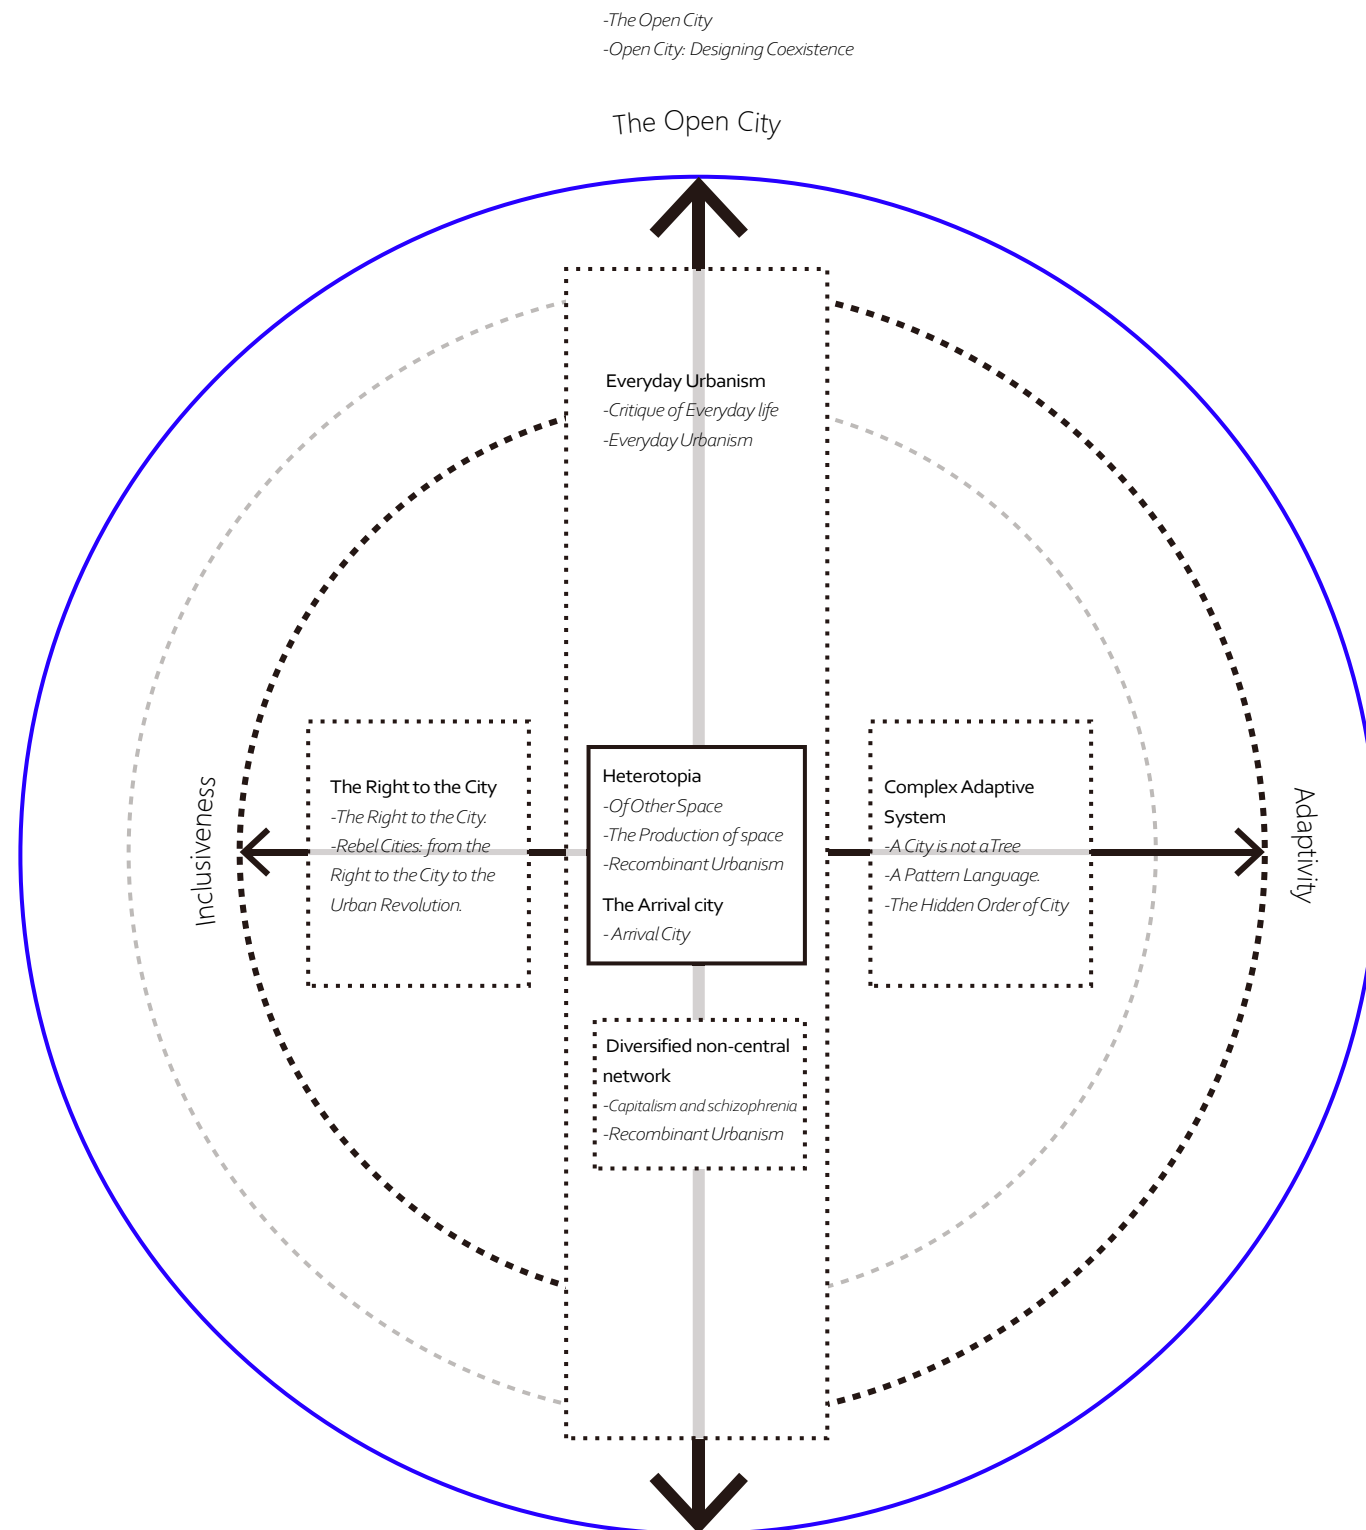 -The Open City
-Open City: Designing Coexistence
The Open City
Everyday Urbanism
-Critique of Everyday life
-Everyday Urbanism
Inclusiveness
The Right to the City
-The Right to the City.
-Rebel Cities: from the
Right to the City to the
Urban Revolution.
Heterotopia
-Of Other Space
-The Production of space
-Recombinant Urbanism
The Arrival city
- Arrival City
Complex Adaptive
System
-A City is not a Tree
-A Pattern Language.
-The Hidden Order of City
Adaptivity
Diversified non-central
network
-Capitalism and schizophrenia
-Recombinant Urbanism